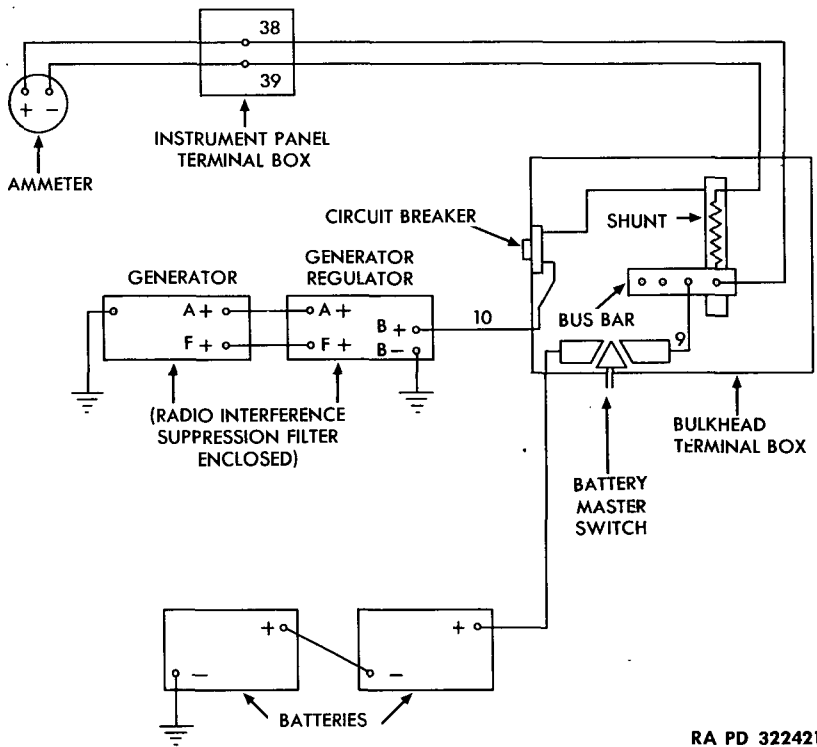 38
39
+ −
INSTRUMENT PANEL
TERMINAL BOX
AMMETER
CIRCUIT BREAKER
SHUNT
GENERATOR
GENERATOR
REGULATOR
A +
A +
B +
10
BUS BAR
F +
F +
B −
9
(RADIO INTERFERENCE
SUPPRESSION FILTER
ENCLOSED)
BULKHEAD
TERMINAL BOX
BATTERY
MASTER
SWITCH
+
+
−
−
BATTERIES
RA PD 322421